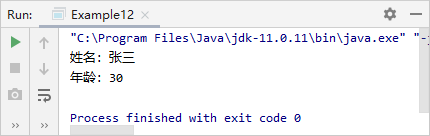 Run: Example12
"C:\Program Files\Java\jdk-11.0.11\bin\java.exe" "-j
姓名: 张三
年龄: 30
Process finished with exit code 0